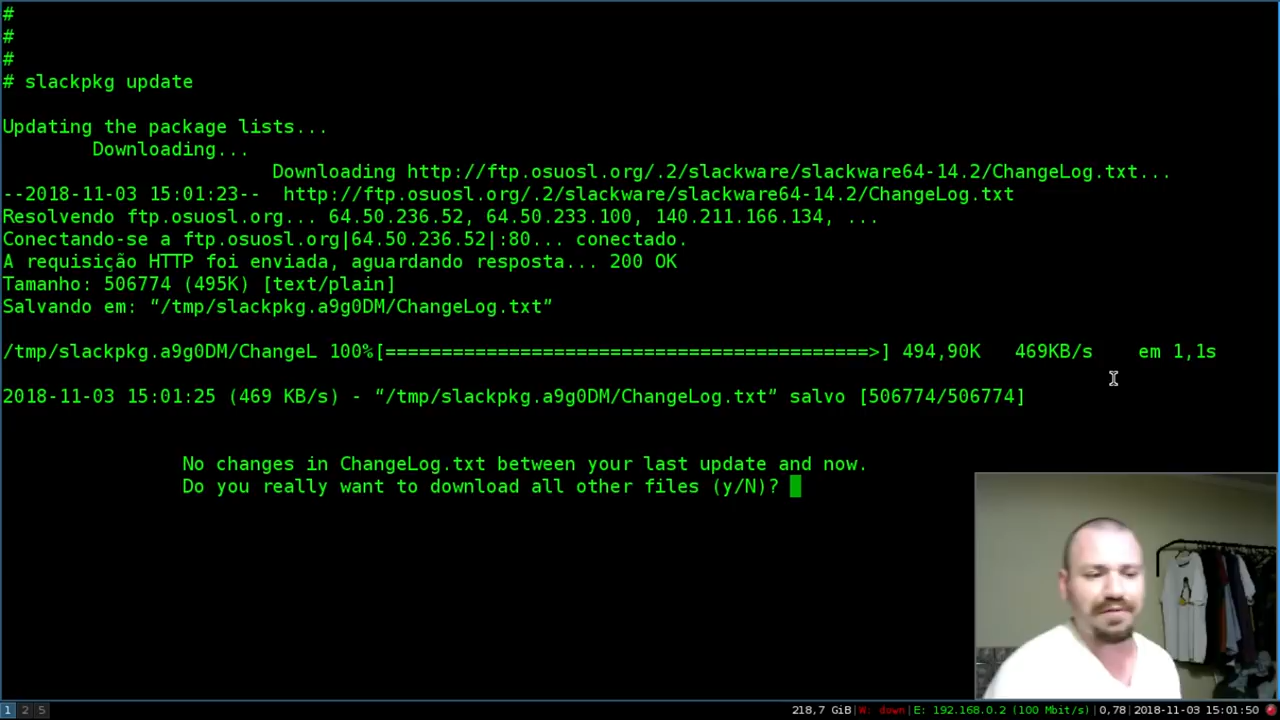 #
#
#
# slackpkg update
Updating the package lists...
Downloading...
Downloading http://ftp.osuosl.org/.2/slackware/slackware64-14.2/ChangeLog.txt...
--2018-11-03 15:01:23--  http://ftp.osuosl.org/.2/slackware/slackware64-14.2/ChangeLog.txt
Resolvendo ftp.osuosl.org... 64.50.236.52, 64.50.233.100, 140.211.166.134, ...
Conectando-se a ftp.osuosl.org|64.50.236.52|:80... conectado.
A requisição HTTP foi enviada, aguardando resposta... 200 OK
Tamanho: 506774 (495K) [text/plain]
Salvando em: “/tmp/slackpkg.a9g0DM/ChangeLog.txt”
/tmp/slackpkg.a9g0DM/ChangeL 100%[===========================================>] 494,90K   469KB/s    em 1,1s
2018-11-03 15:01:25 (469 KB/s) - “/tmp/slackpkg.a9g0DM/ChangeLog.txt” salvo [506774/506774]
No changes in ChangeLog.txt between your last update and now.
Do you really want to download all other files (y/N)?
1 2 5 218,7 GiB|W: down|E: 192.168.0.2 (100 Mbit/s)|0,78|2018-11-03 15:01:50